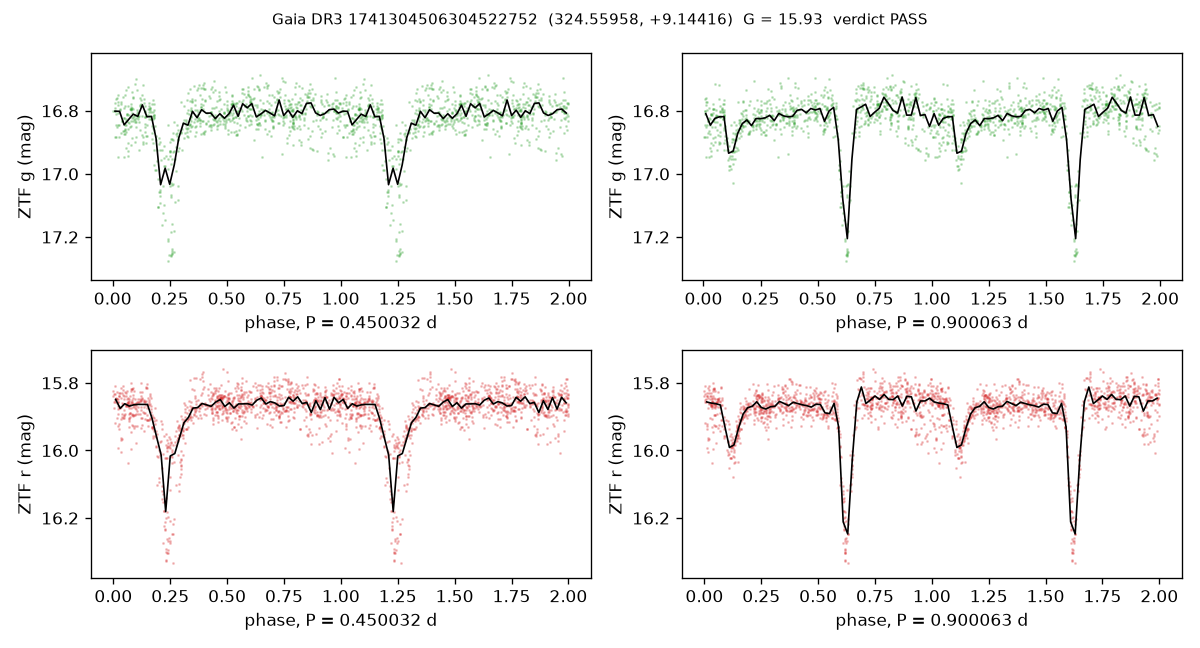 Gaia DR3 1741304506304522752  (324.55958, +9.14416)  G = 15.93  verdict PASS
ZTF g (mag)
16.8
17.0
17.2
0.00 0.25 0.50 0.75 1.00 1.25 1.50 1.75 2.00
phase, P = 0.450032 d
ZTF g (mag)
16.8
17.0
17.2
0.00 0.25 0.50 0.75 1.00 1.25 1.50 1.75 2.00
phase, P = 0.900063 d
ZTF r (mag)
15.8
16.0
16.2
0.00 0.25 0.50 0.75 1.00 1.25 1.50 1.75 2.00
phase, P = 0.450032 d
ZTF r (mag)
15.8
16.0
16.2
0.00 0.25 0.50 0.75 1.00 1.25 1.50 1.75 2.00
phase, P = 0.900063 d